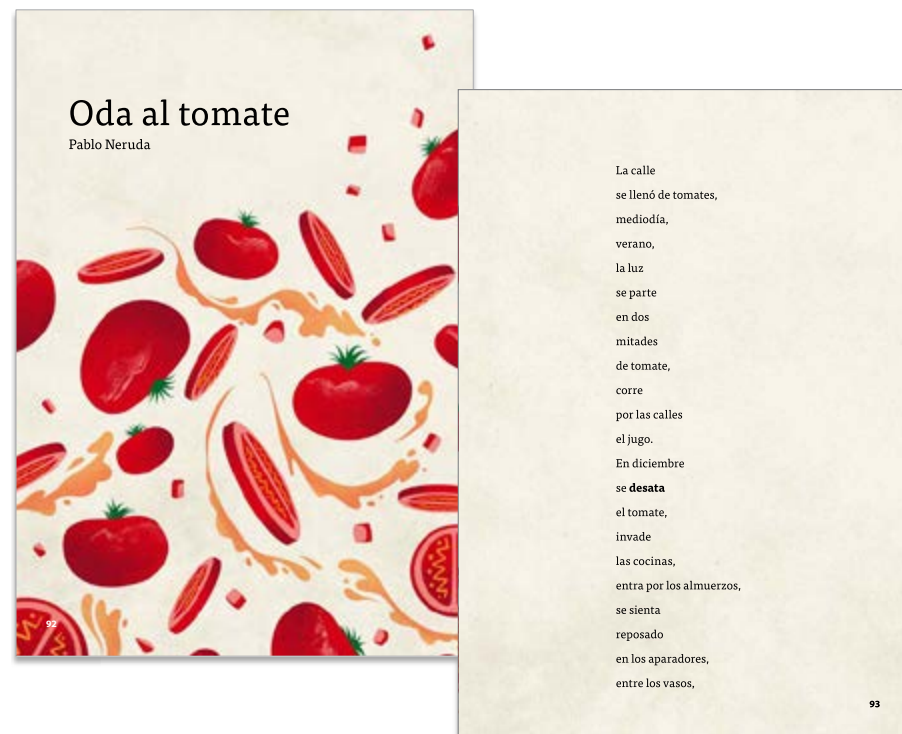 Oda al tomate
Pablo Neruda
92
La calle
se llenó de tomates,
mediodía,
verano,
la luz
se parte
en dos
mitades
de tomate,
corre
por las calles
el jugo.
En diciembre
se desata
el tomate,
invade
las cocinas,
entra por los almuerzos,
se sienta
reposado
en los aparadores,
entre los vasos,
93